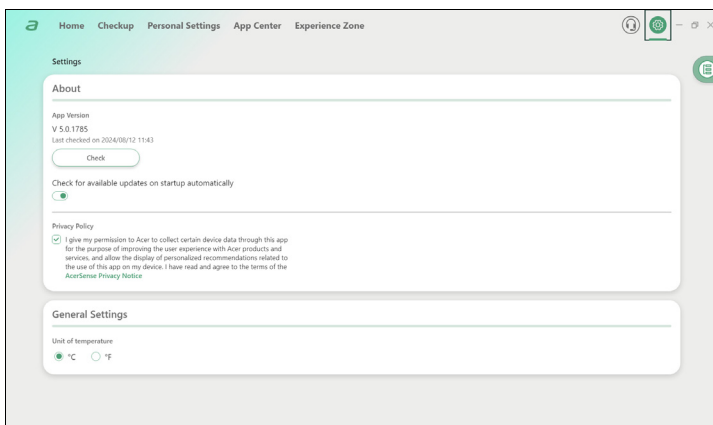 Home Checkup Personal Settings App Center Experience Zone
Settings
About
App Version
V 5.0.1785
Last checked on 2024/08/12 11:43
Check
Check for available updates on startup automatically
Privacy Policy
I give my permission to Acer to collect certain device data through this app
for the purpose of improving the user experience with Acer products and
services, and allow the display of personalized recommendations related to
the use of this app on my device. I have read and agree to the terms of the
AcerSense Privacy Notice
General Settings
Unit of temperature
°C °F